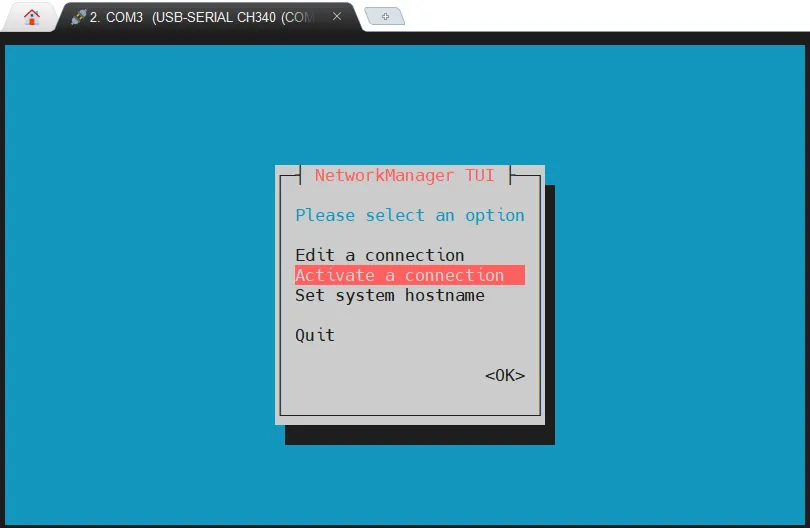 2. COM3 (USB-SERIAL CH340 (COM
NetworkManager TUI
Please select an option
Edit a connection
Activate a connection
Set system hostname
Quit
<OK>